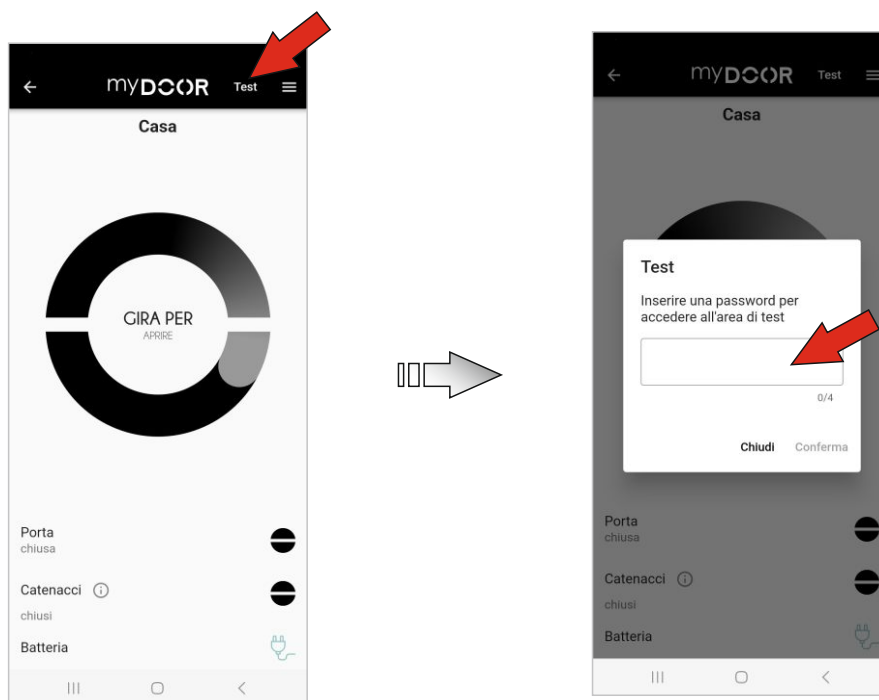 myDOOR Test
Casa
GIRA PER
APRIRE
Porta
chiusa
Catenacci
chiusi
Batteria
myDOOR Test
Casa
Test
Inserire una password per
accedere all'area di test
0/4
Chiudi Conferma
Porta
chiusa
Catenacci
chiusi
Batteria